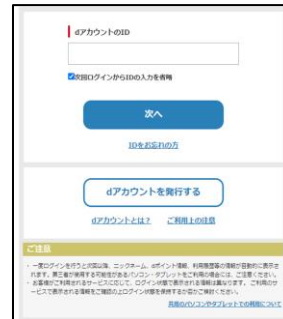 dアカウントのID
次回ログインからIDの入力を省略
次へ
IDをお忘れの方
dアカウントを発行する
dアカウントとは？ ご利用上の注意
ご注意
・一度ログインを行うと次回以降、ニックネーム、dポイント情報、利用履歴等の情報が自動的に表示さ
れます。第三者が使用する可能性があるパソコン・タブレットをご利用の場合には、ご注意ください。
・お客様がご利用されるサービスに応じて、ログイン状態で表示される情報は異なります。ご利用のサ
ービスで表示される情報をご確認の上ログイン状態を保持するか否かご検討ください。
共用のパソコンやタブレットでの利用について